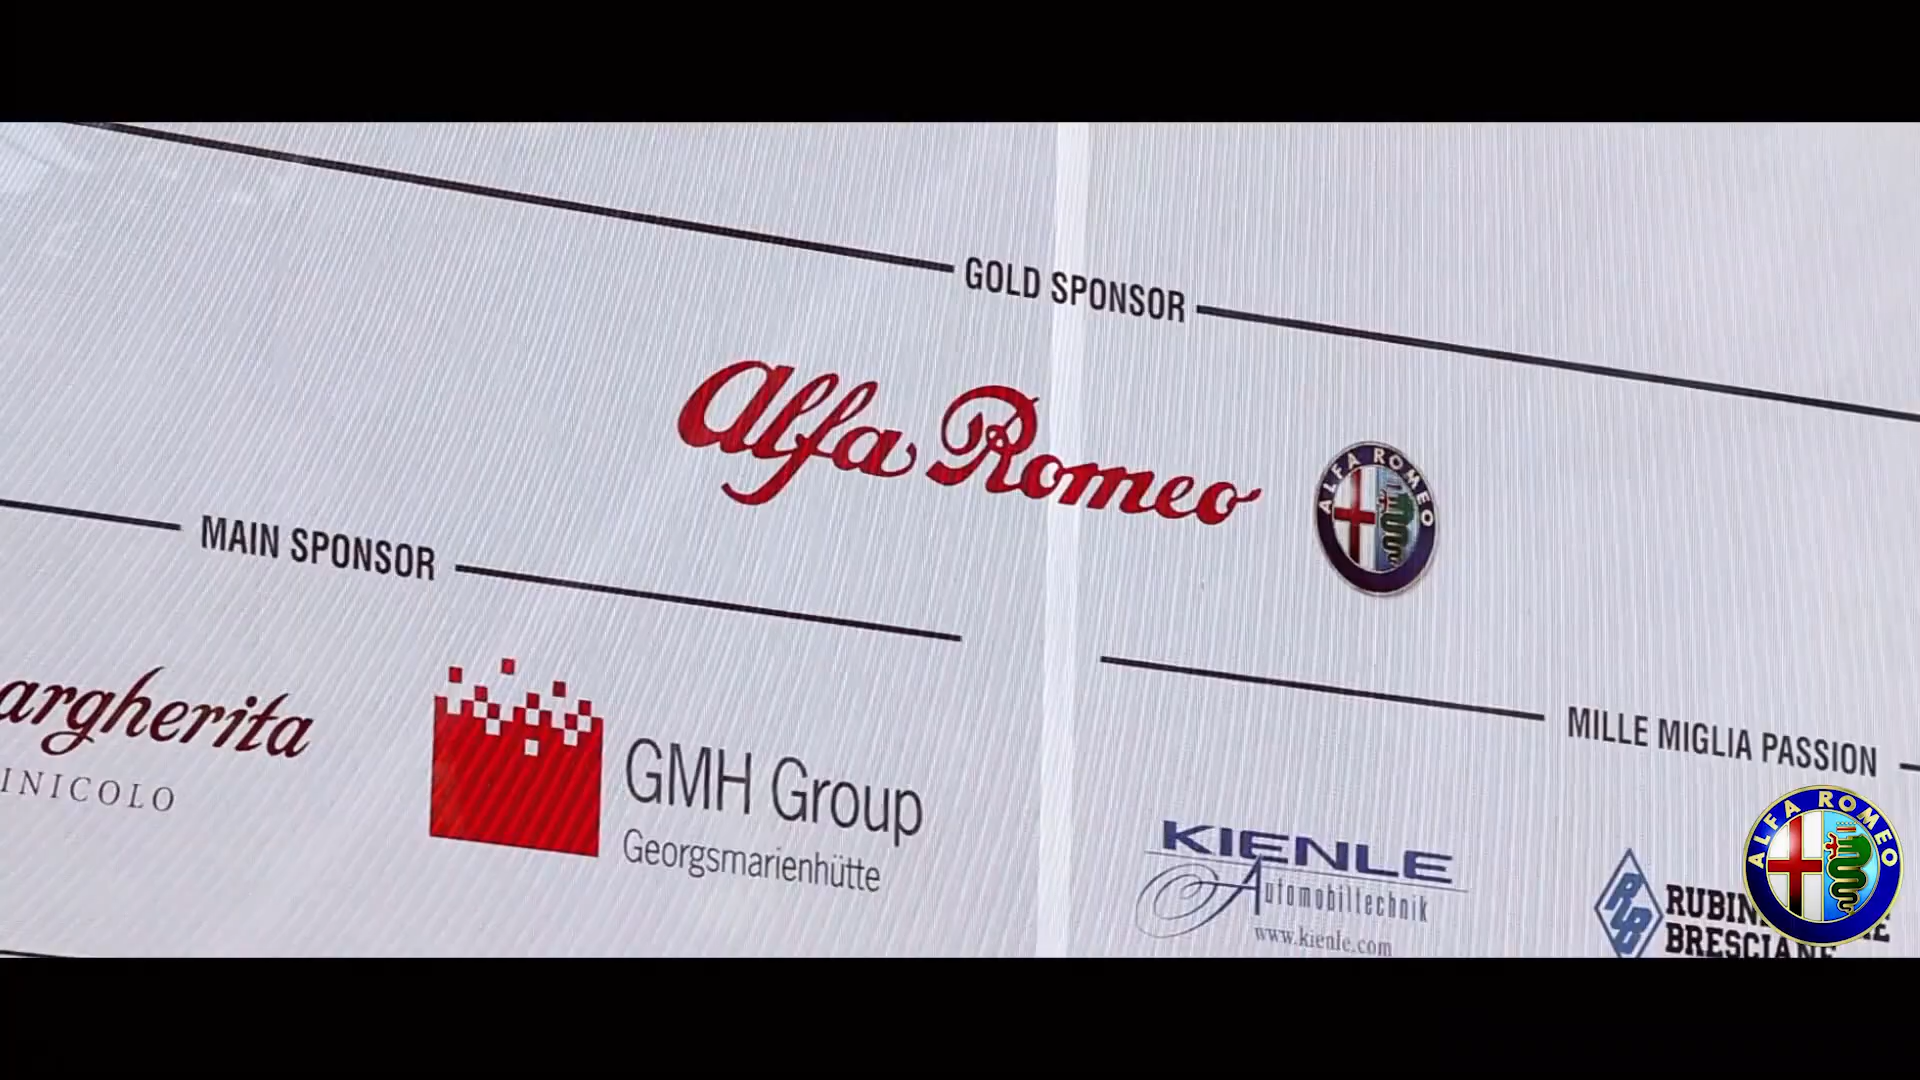 GOLD SPONSOR
Alfa Romeo
ALFA ROMEO
MAIN SPONSOR
argherita
INICOLO
GMH Group
Georgsmarienhütte
MILLE MIGLIA PASSION
KIENLE
Automobiltechnik
www.kienle.com
RUB
BRESCIANE
ALFA ROMEO